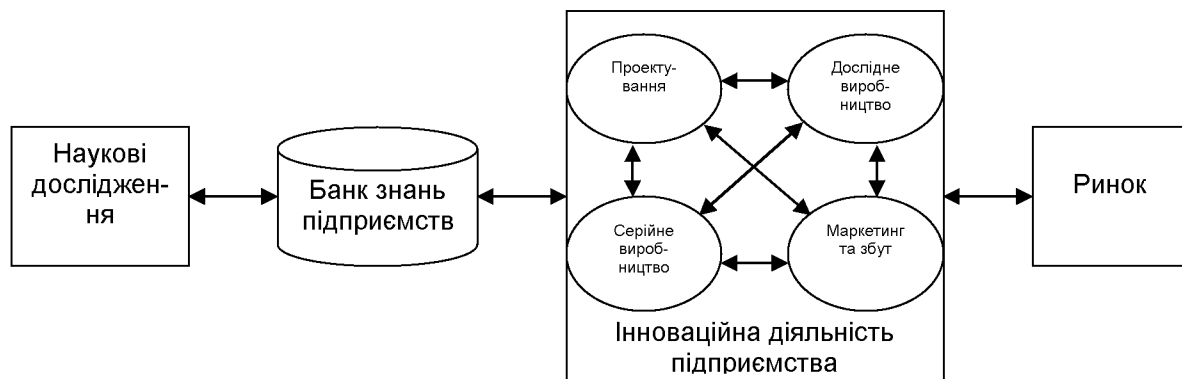 Наукові
дослідження-
ня
Банк знань
підприємств
Проекту-
вання
Дослідне
вироб-
ництво
Серійне
вироб-
ництво
Маркетинг
та збут
Інноваційна діяльність
підприємства
Ринок